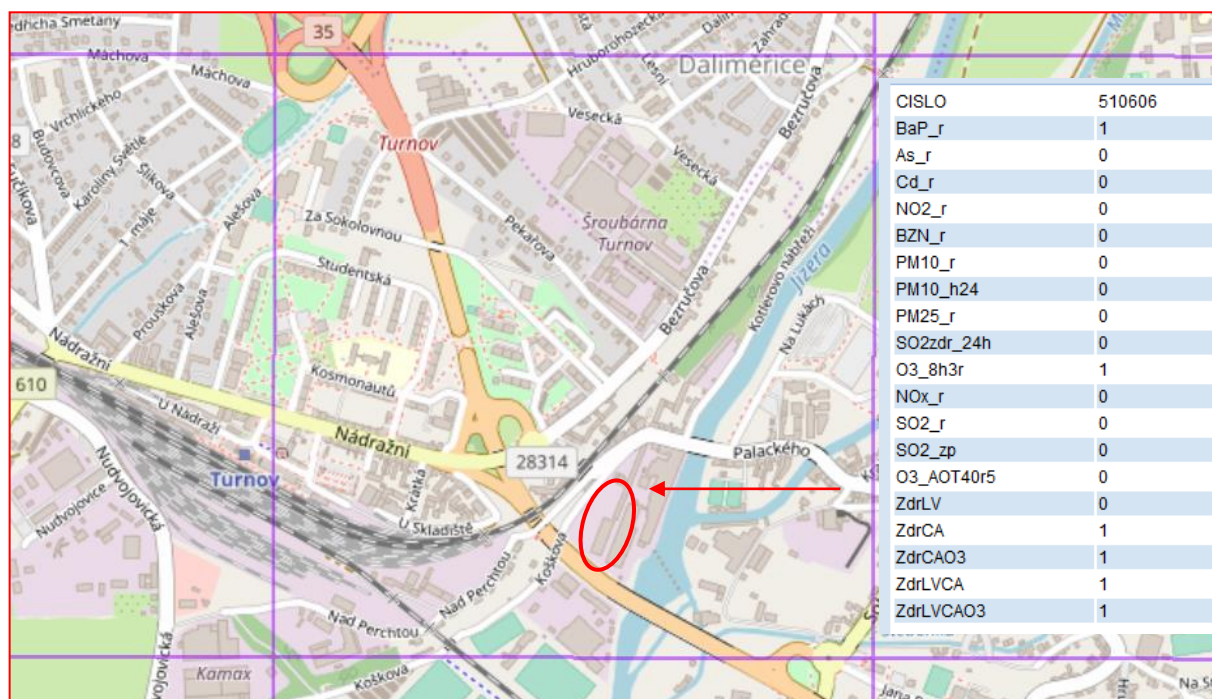 35
Máchova
Máchova
Vrchlického
Budovcova
Karoliny Světlé
Šlikova
1. máje
Alešova
Prouskova
Alešova
8
Turnov
Hruborohozecká
Lesní
Daliměřice
Vesecká
Vesecká
Bezručova
Za Sokolovnou
Studentská
Pekařova
Šroubárna
Turnov
Bezručova
Kotlerovo nábřeží
Jizera
Na Lukách
Nádražní
610
Kosmonautů
U Nádraží
Nádražní
Turnov
28314
Palackého
Krátká
U Skladiště
Nudvojovice
Nudvojovická
Nad Perchtou
Koškova
Nad Perchtou
Kamax
Koškova
CISLO 510606
BaP_r 1
As_r 0
Cd_r 0
NO2_r 0
BZN_r 0
PM10_r 0
PM10_h24 0
PM25_r 0
SO2zdr_24h 0
O3_8h3r 1
NOx_r 0
SO2_r 0
SO2_zp 0
O3_AOT40r5 0
ZdrLV 0
ZdrCA 1
ZdrCAO3 1
ZdrLVCA 1
ZdrLVCAO3 1